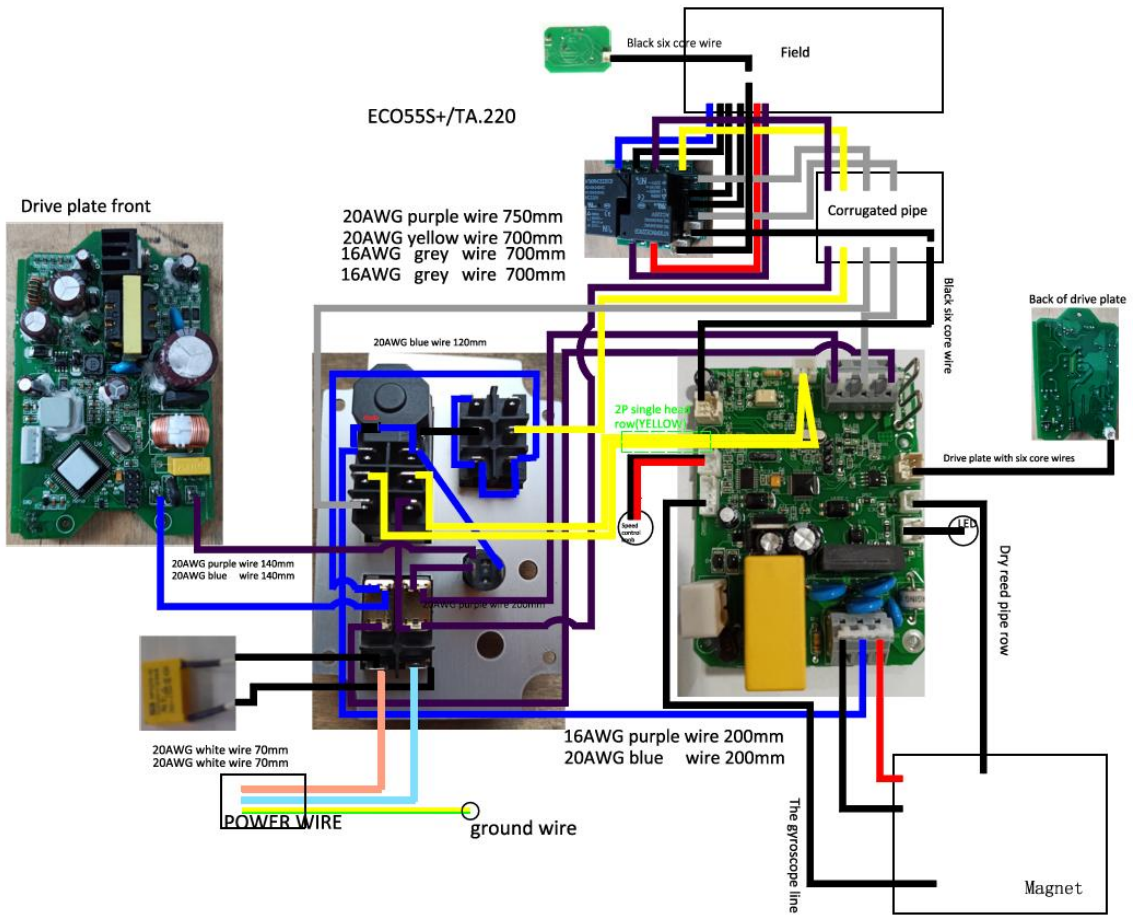 Black six core wire
Field
ECO55S+/TA.220
Drive plate front
20AWG purple wire 750mm
20AWG yellow wire 700mm
16AWG grey wire 700mm
16AWG grey wire 700mm
Corrugated pipe
Black six core wire
Back of drive plate
20AWG blue wire 120mm
2P single head
row(YELLOW)
Drive plate with six core wires
Speed
control
knob
LED
Dry reed pipe row
20AWG purple wire 140mm
20AWG blue wire 140mm
20AWG purple wire 200mm
16AWG purple wire 200mm
20AWG blue wire 200mm
20AWG white wire 70mm
20AWG white wire 70mm
POWER WIRE
ground wire
The gyroscope line
Magnet